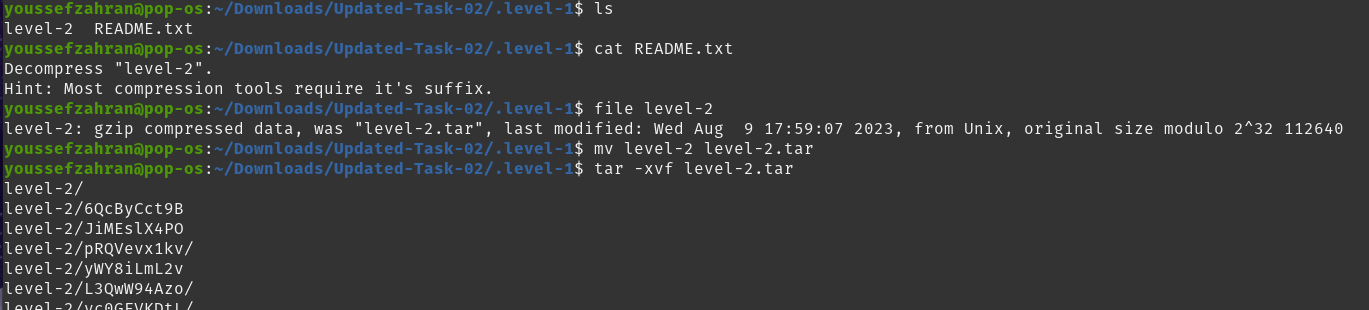 youssefzahran@pop-os:~/Downloads/Updated-Task-02/.level-1$ ls
level-2  README.txt
youssefzahran@pop-os:~/Downloads/Updated-Task-02/.level-1$ cat README.txt
Decompress "level-2".
Hint: Most compression tools require it's suffix.
youssefzahran@pop-os:~/Downloads/Updated-Task-02/.level-1$ file level-2
level-2: gzip compressed data, was "level-2.tar", last modified: Wed Aug  9 17:59:07 2023, from Unix, original size modulo 2^32 112640
youssefzahran@pop-os:~/Downloads/Updated-Task-02/.level-1$ mv level-2 level-2.tar
youssefzahran@pop-os:~/Downloads/Updated-Task-02/.level-1$ tar -xvf level-2.tar
level-2/
level-2/6QcByCct9B
level-2/JiMEslX4PO
level-2/pRQVevx1kv/
level-2/yWY8iLmL2v
level-2/L3QwW94Azo/